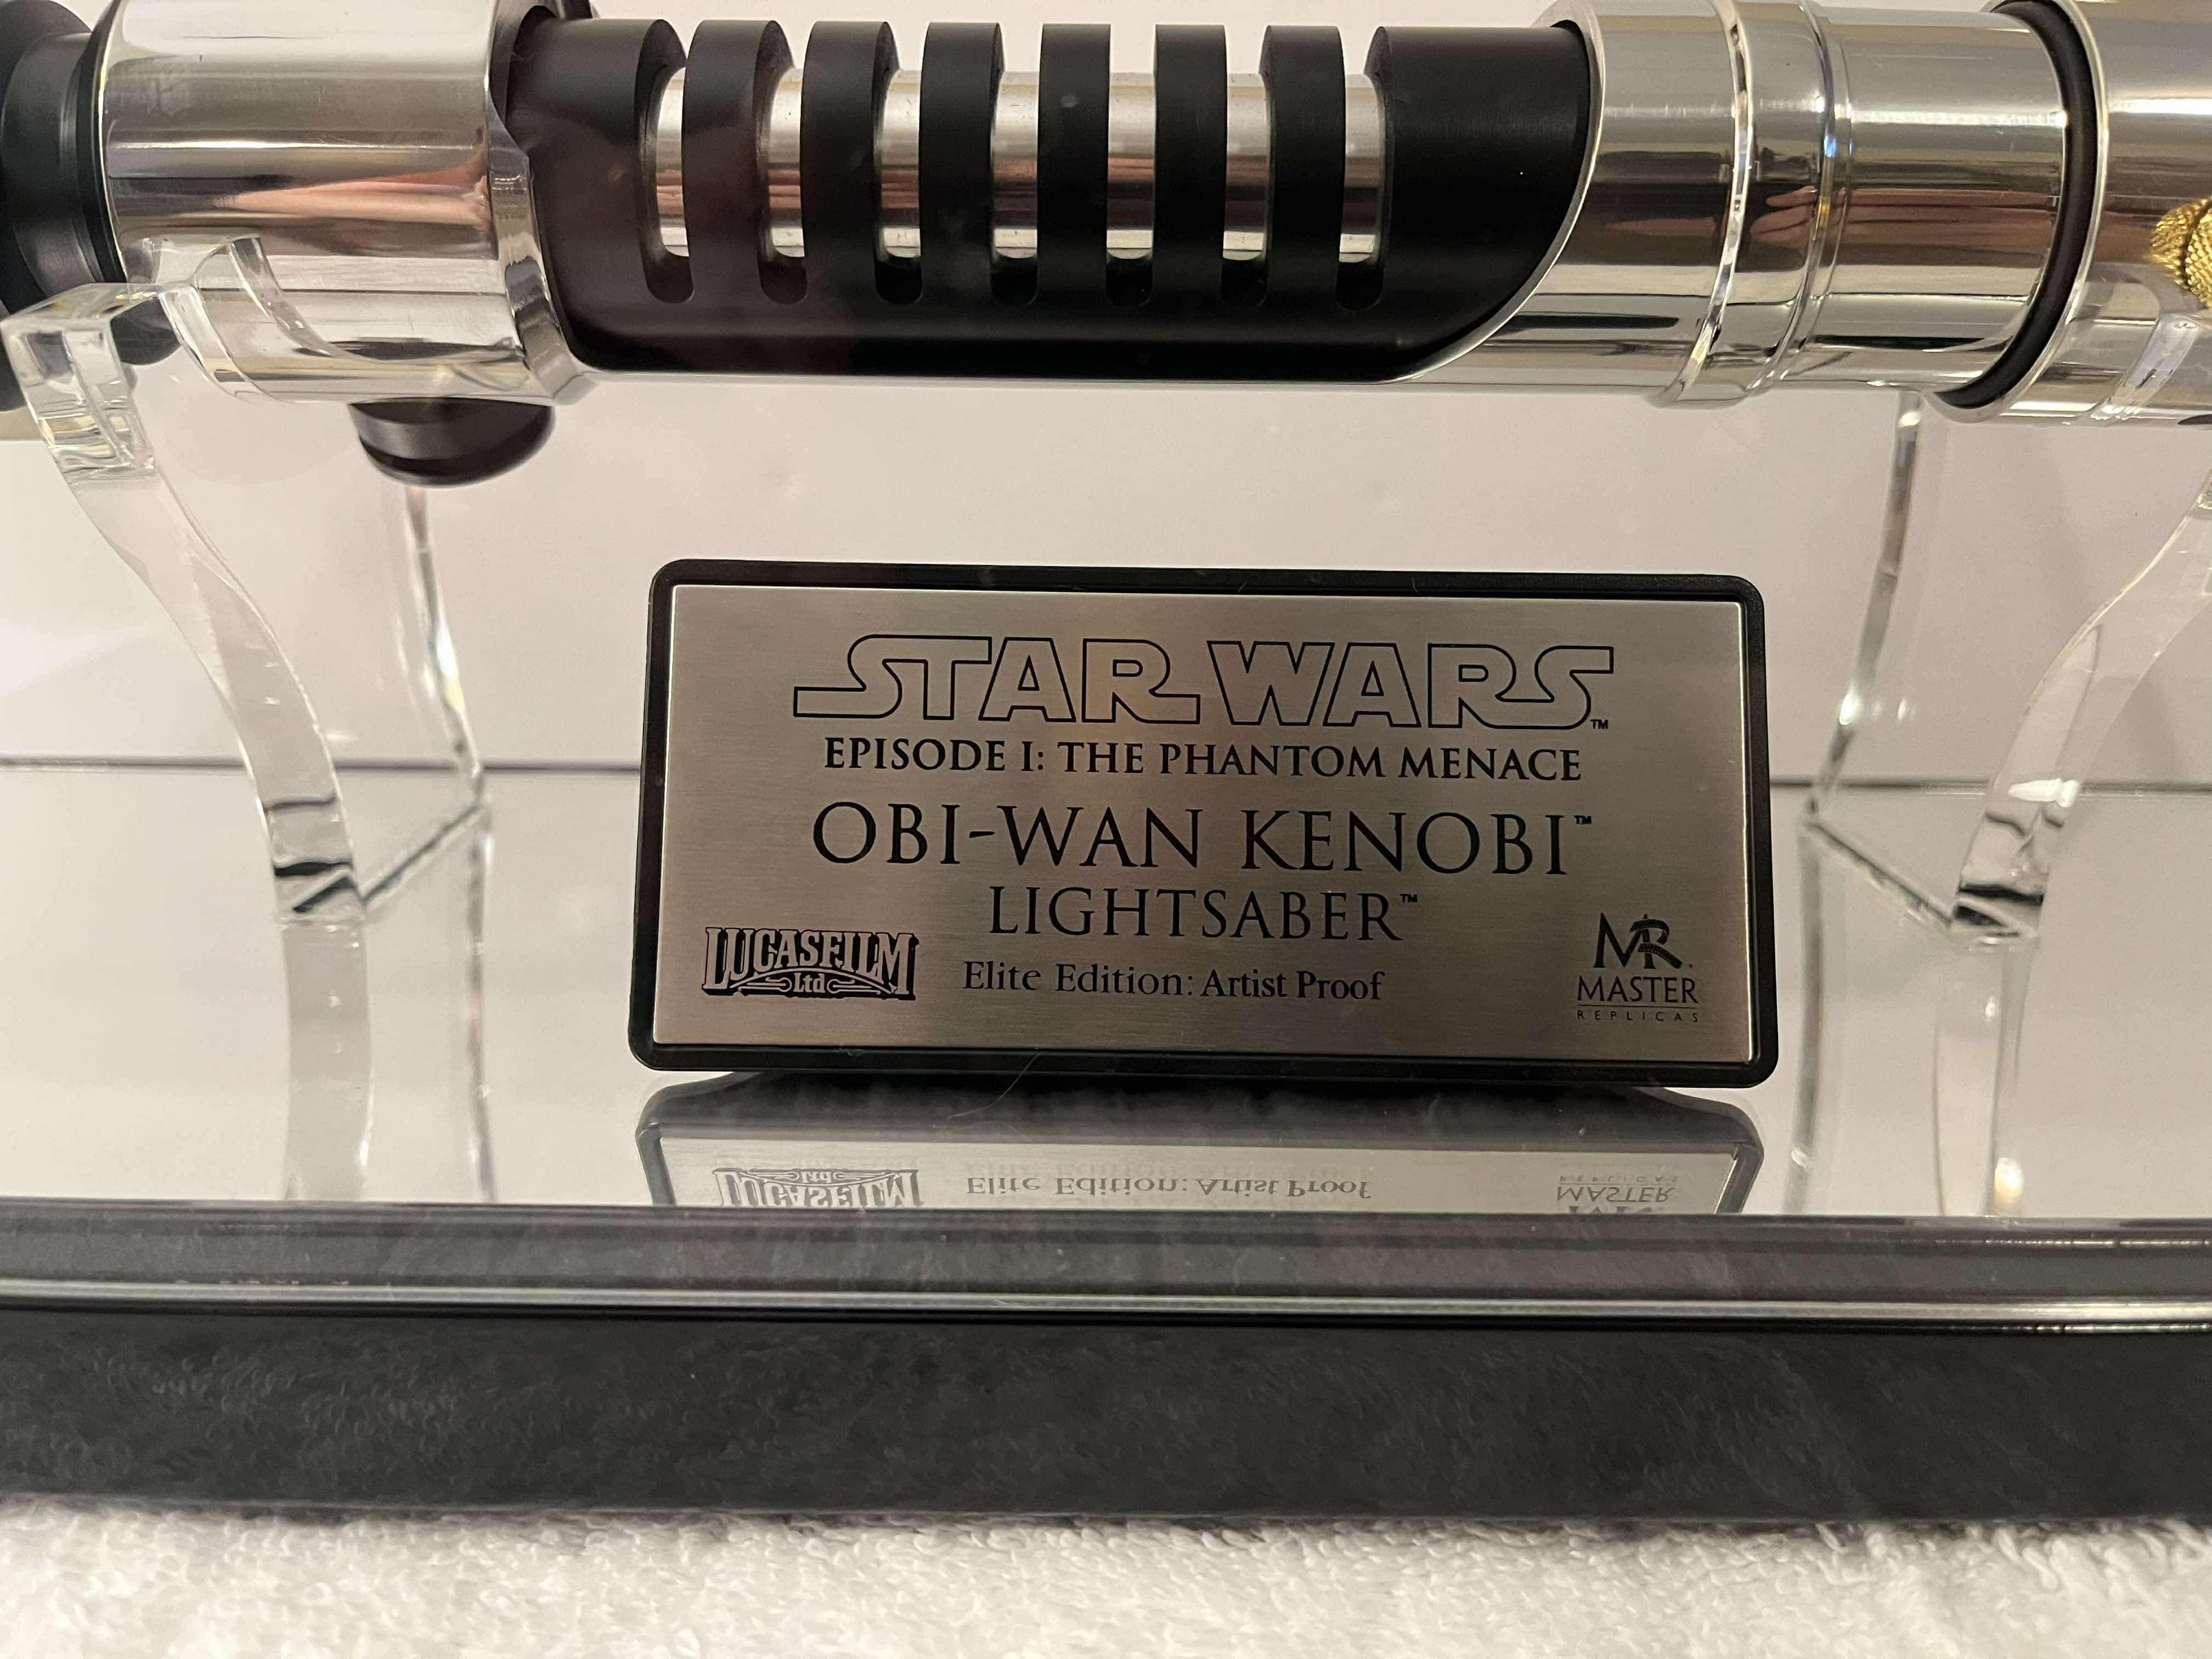 STAR WARS™
EPISODE I: THE PHANTOM MENACE
OBI-WAN KENOBI™
LIGHTSABER™
LUCASFILM
Ltd
Elite Edition: Artist Proof
MR
MASTER
REPLICAS